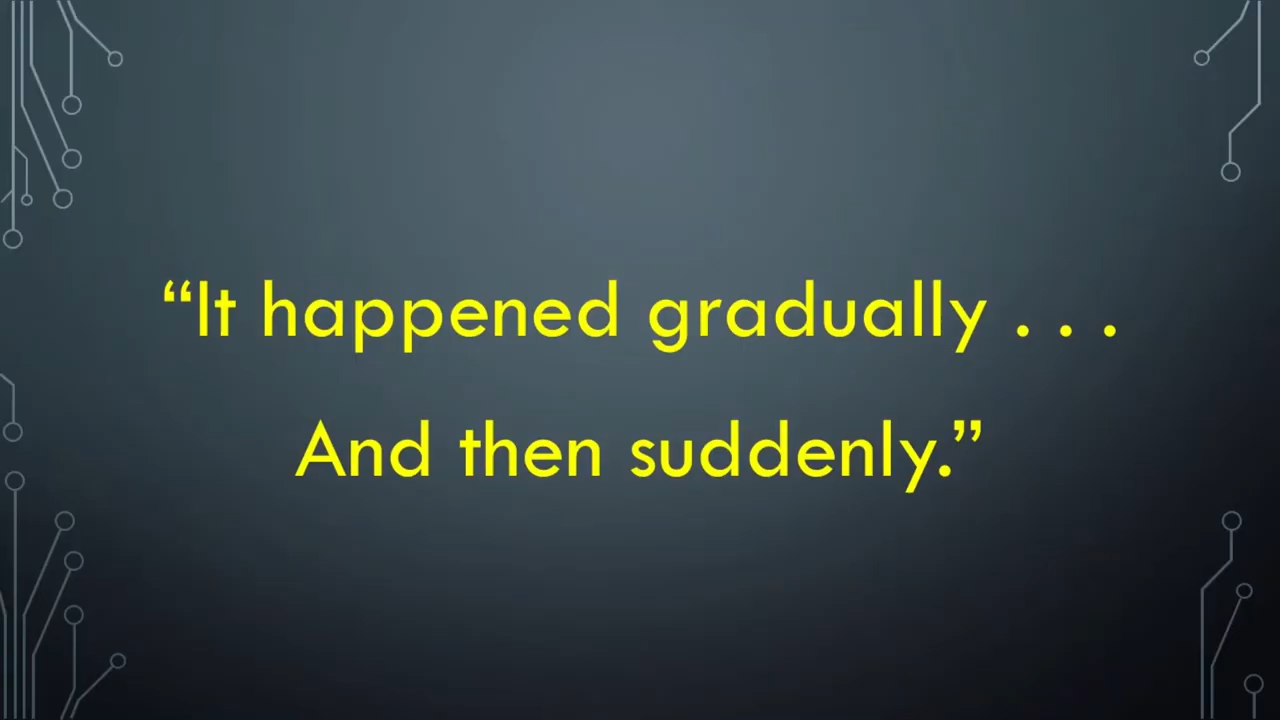 “It happened gradually . . .
And then suddenly.”